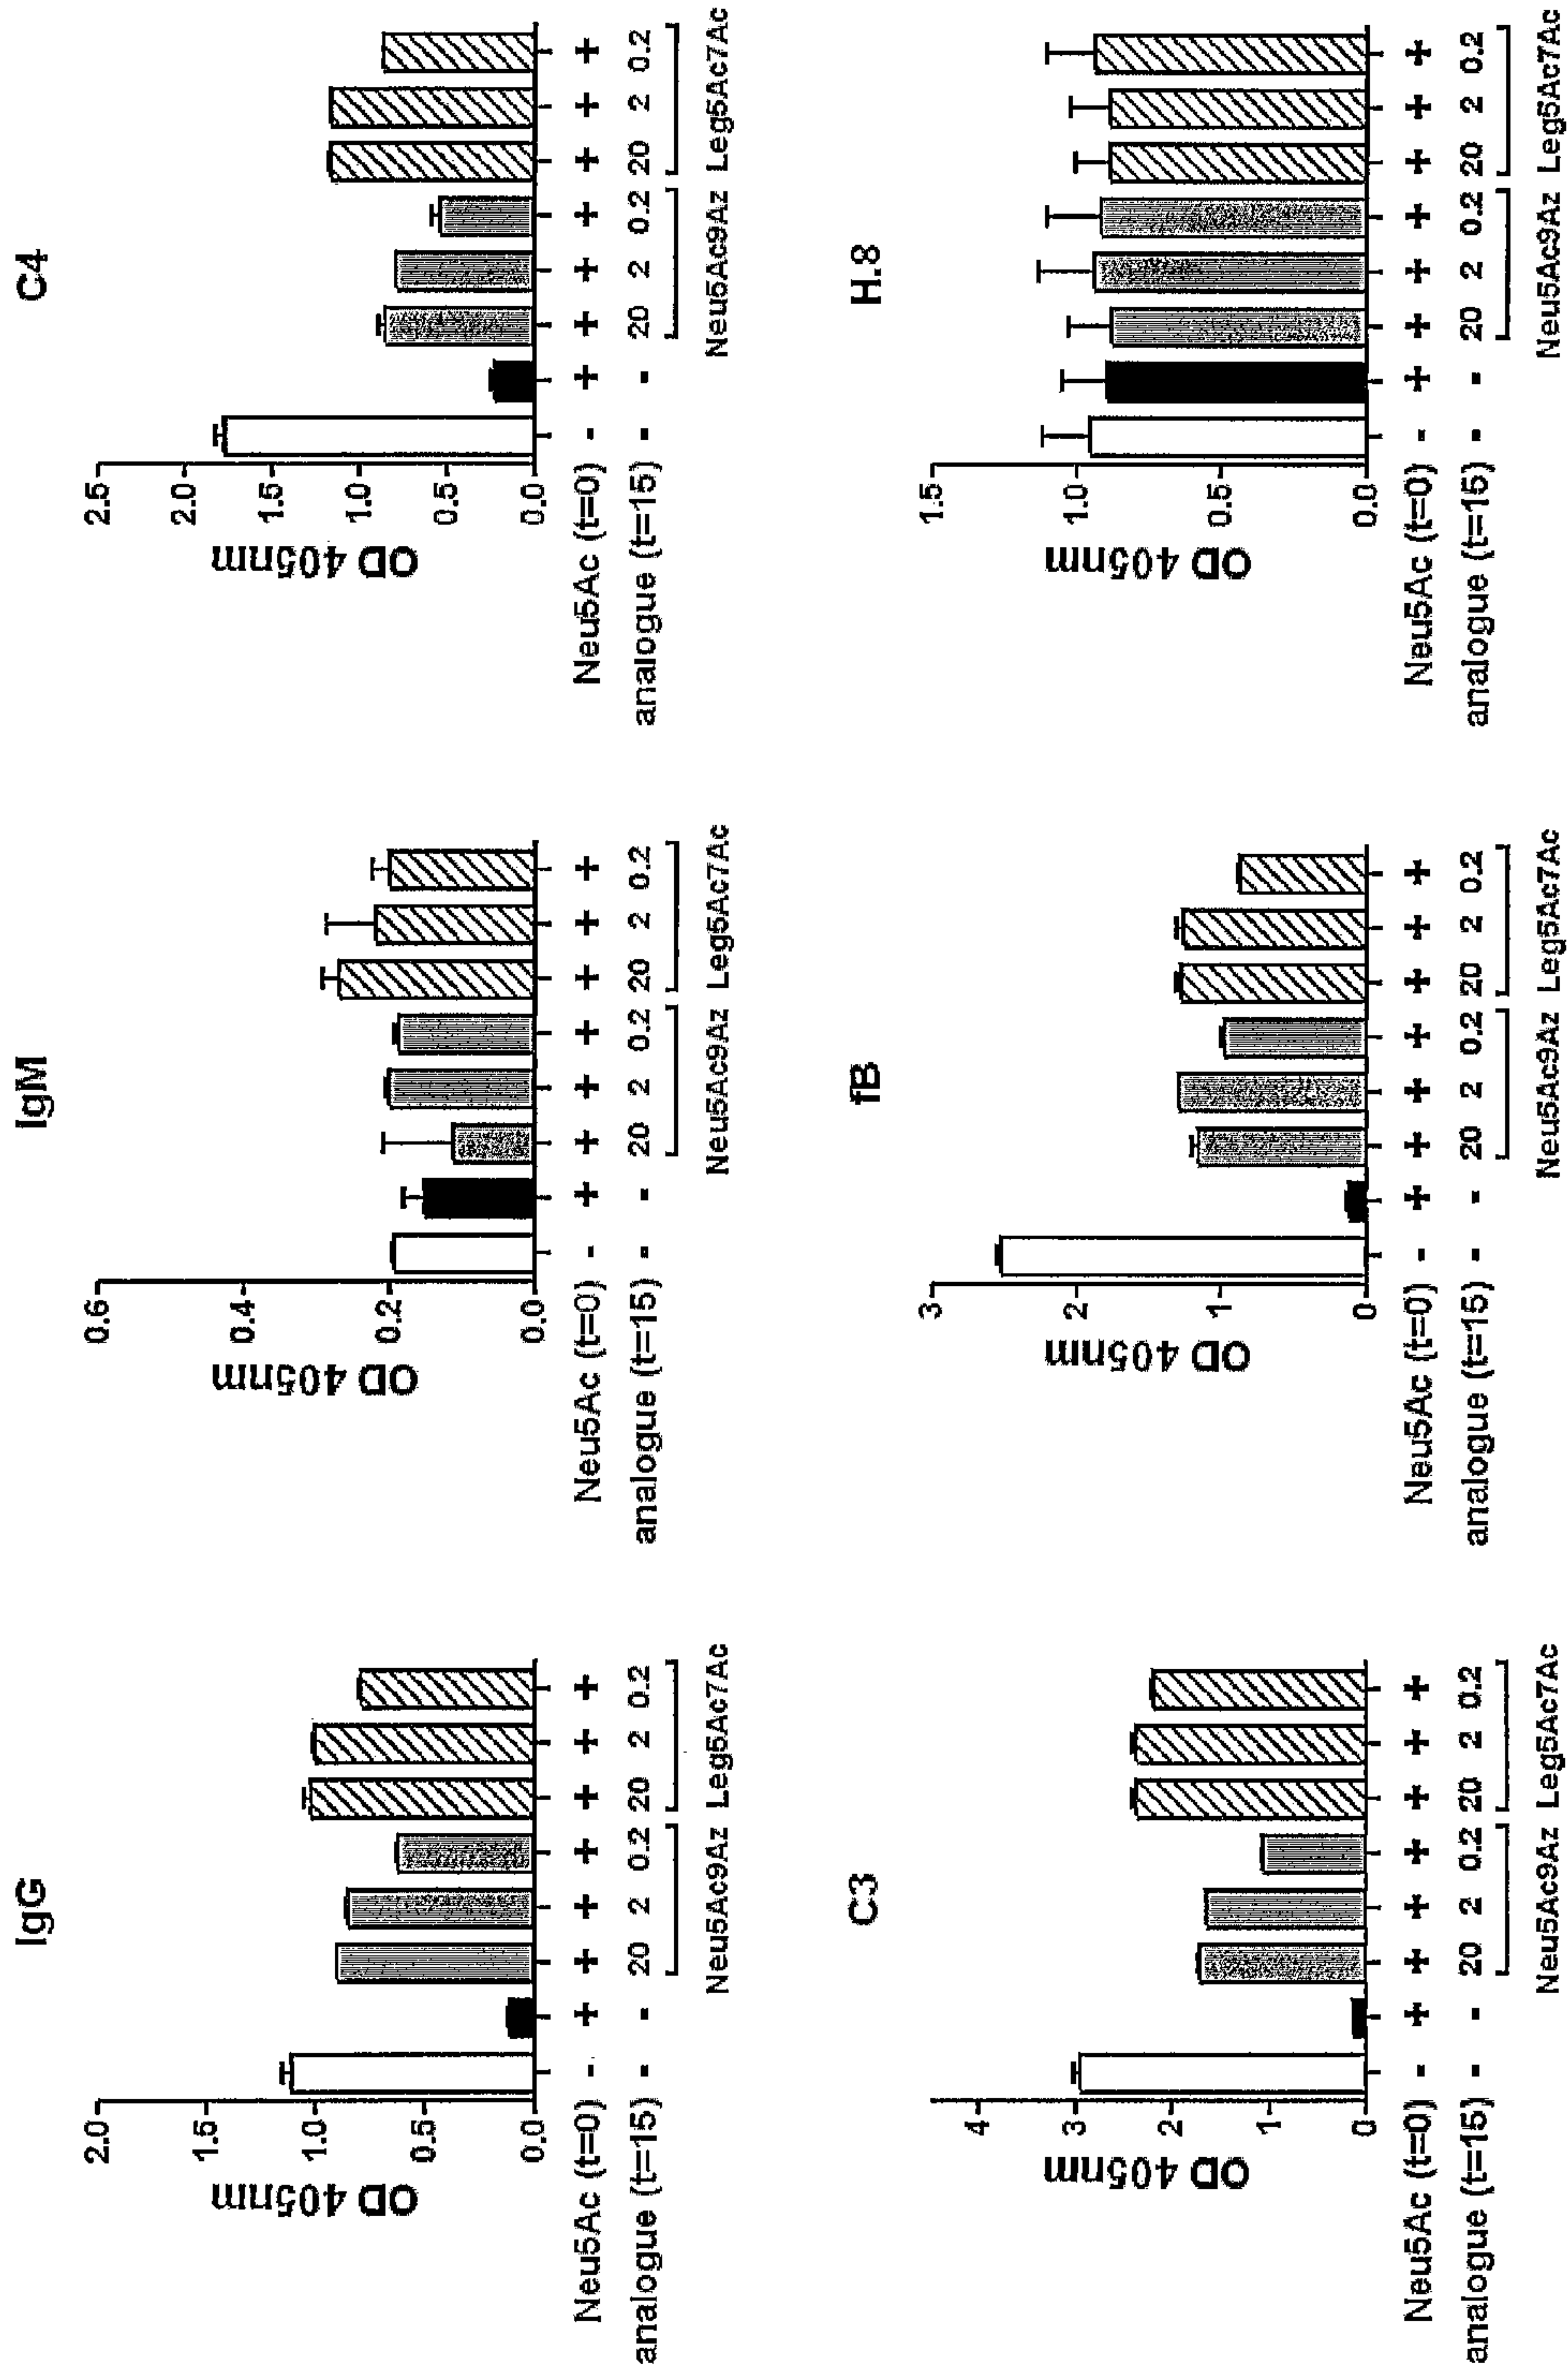 IgG
OD 405nm
2.0
1.5
1.0
0.5
0.0
Neu5Ac (t=0) - + + + + + + +
analogue (t=15) - - 20 2 0.2 20 2 0.2
Neu5Ac9Az Leg5Ac7Ac
IgM
OD 405nm
0.6
0.4
0.2
0.0
Neu5Ac (t=0) - + + + + + + +
analogue (t=15) - - 20 2 0.2 20 2 0.2
Neu5Ac9Az Leg5Ac7Ac
C4
OD 405nm
2.5
2.0
1.5
1.0
0.5
0.0
Neu5Ac (t=0) - + + + + + + +
analogue (t=15) - - 20 2 0.2 20 2 0.2
Neu5Ac9Az Leg5Ac7Ac
C3
OD 405nm
4
3
2
1
0
Neu5Ac (t=0) - + + + + + + +
analogue (t=15) - - 20 2 0.2 20 2 0.2
Neu5Ac9Az Leg5Ac7Ac
fB
OD 405nm
3
2
1
0
Neu5Ac (t=0) - + + + + + + +
analogue (t=15) - - 20 2 0.2 20 2 0.2
Neu5Ac9Az Leg5Ac7Ac
H.8
OD 405nm
1.5
1.0
0.5
0.0
Neu5Ac (t=0) - + + + + + + +
analogue (t=15) - - 20 2 0.2 20 2 0.2
Neu5Ac9Az Leg5Ac7Ac